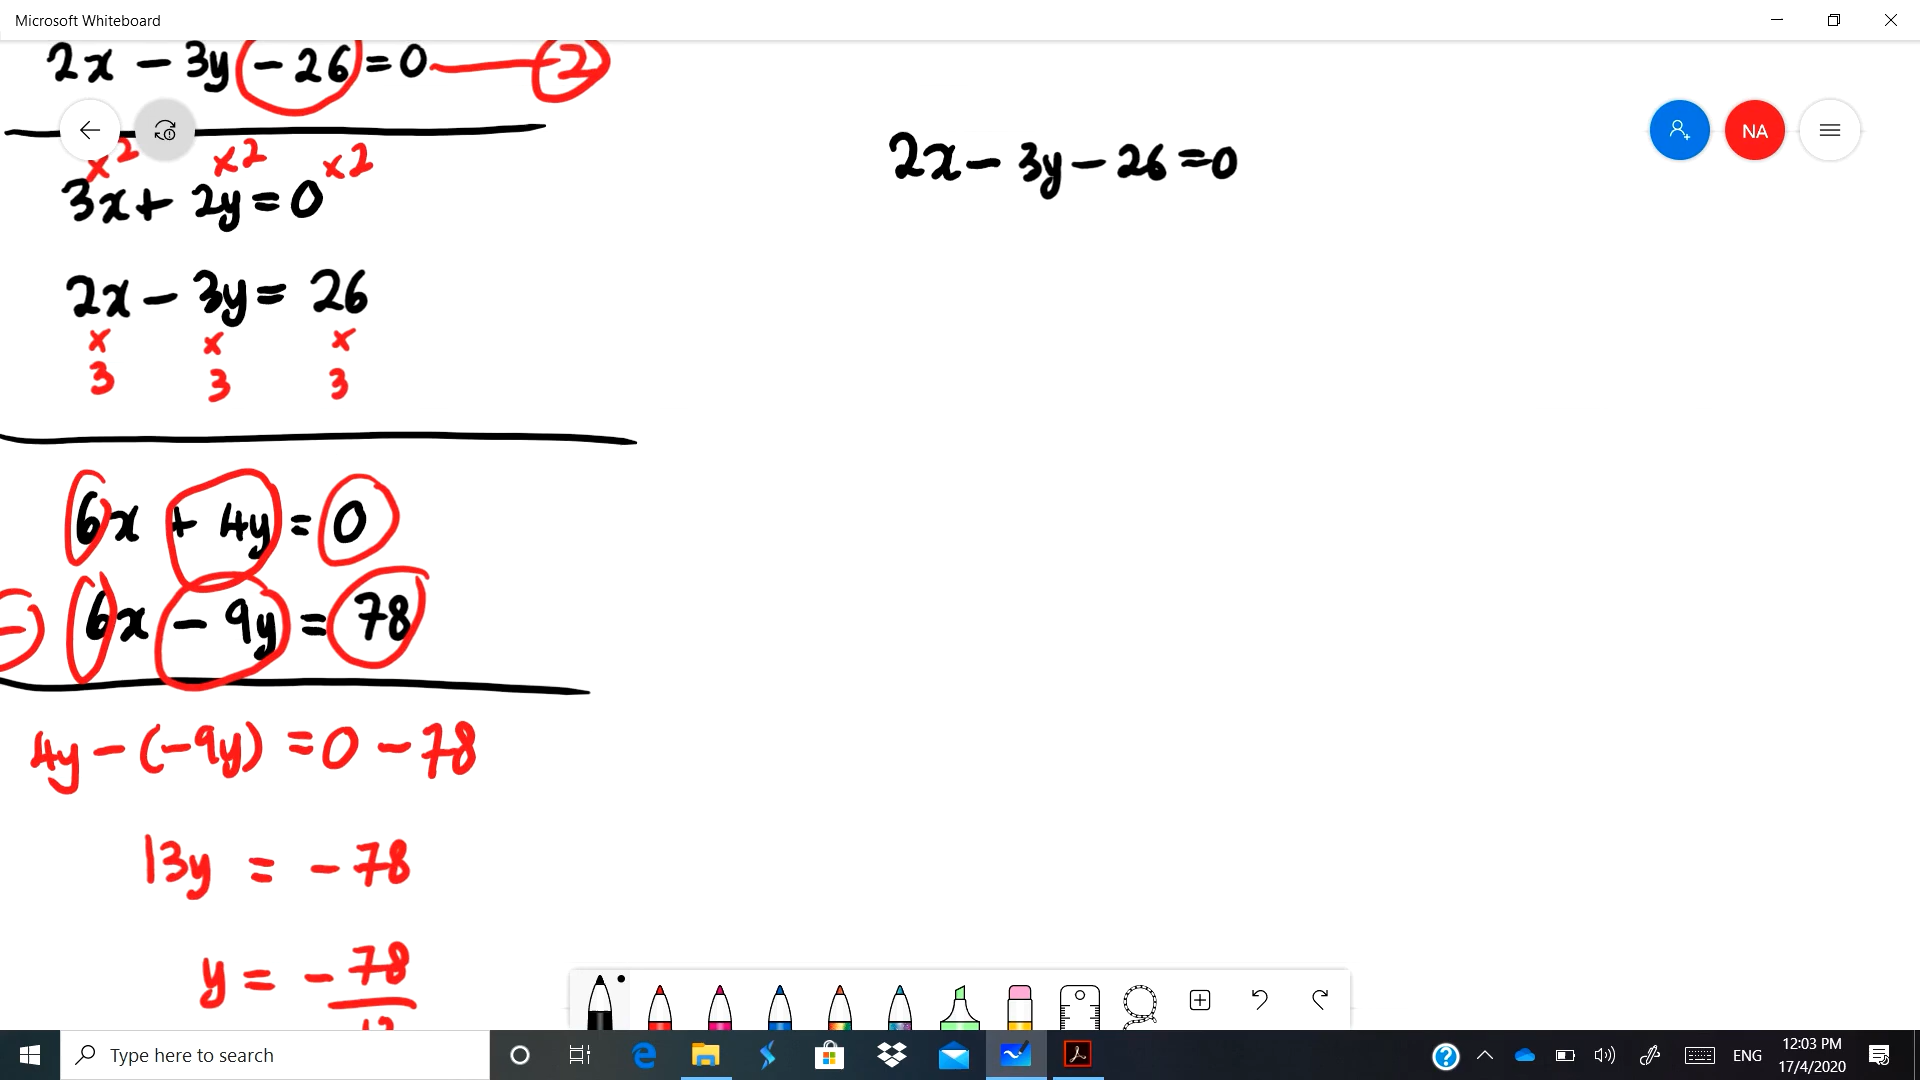 Microsoft Whiteboard
2x - 3y - 26 = 0 ② 
×2 ×2 ×2
3x + 2y = 0
2x - 3y = 26
× × ×
3 3 3
6x + 4y = 0
- 6x - 9y = 78
4y - (-9y) = 0 - 78
13y = -78
y = - 78
2x - 3y - 26 = 0
NA
Type here to search
ENG
12:03 PM
17/4/2020